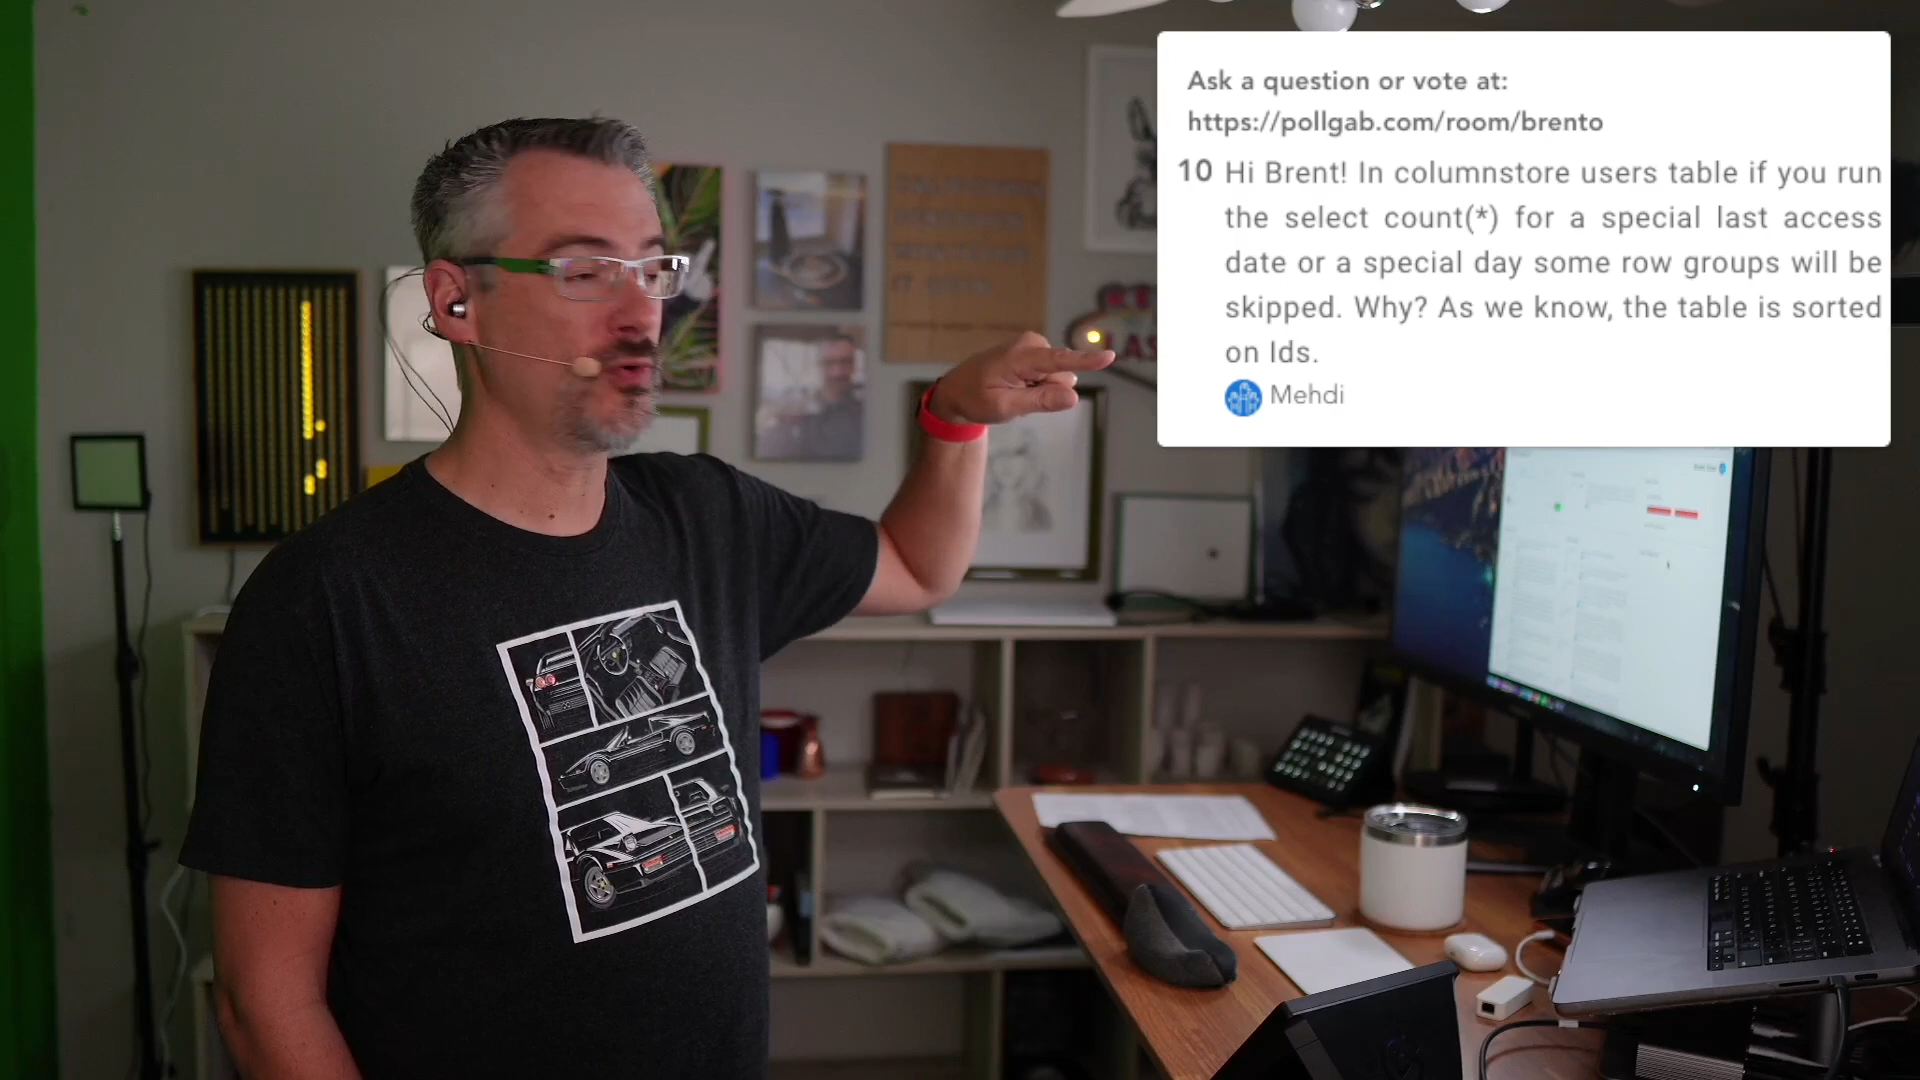 Ask a question or vote at:
https://pollgab.com/room/brento
10 Hi Brent! In columnstore users table if you run
the select count(*) for a special last access
date or a special day some row groups will be
skipped. Why? As we know, the table is sorted
on Ids.
Mehdi